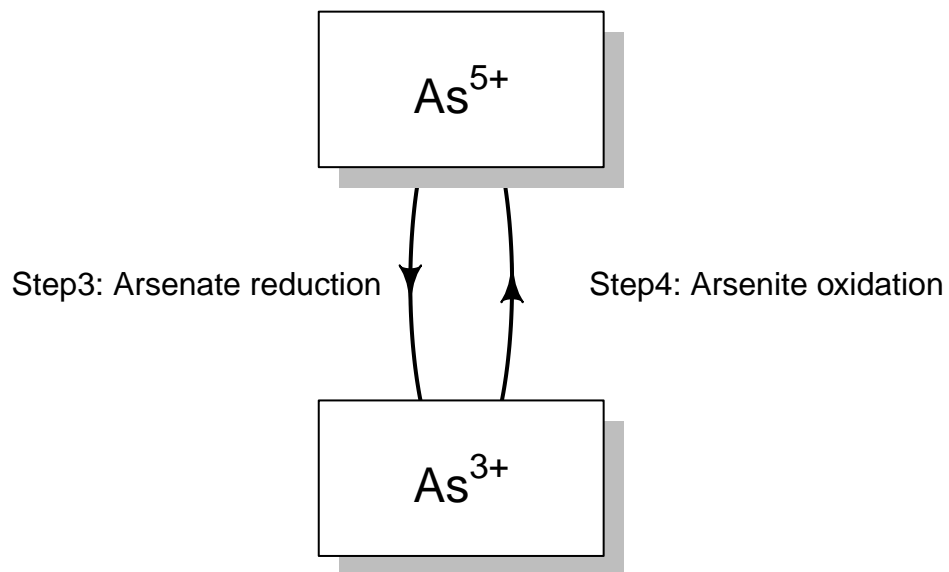 As5+
Step3: Arsenate reduction
Step4: Arsenite oxidation
As3+